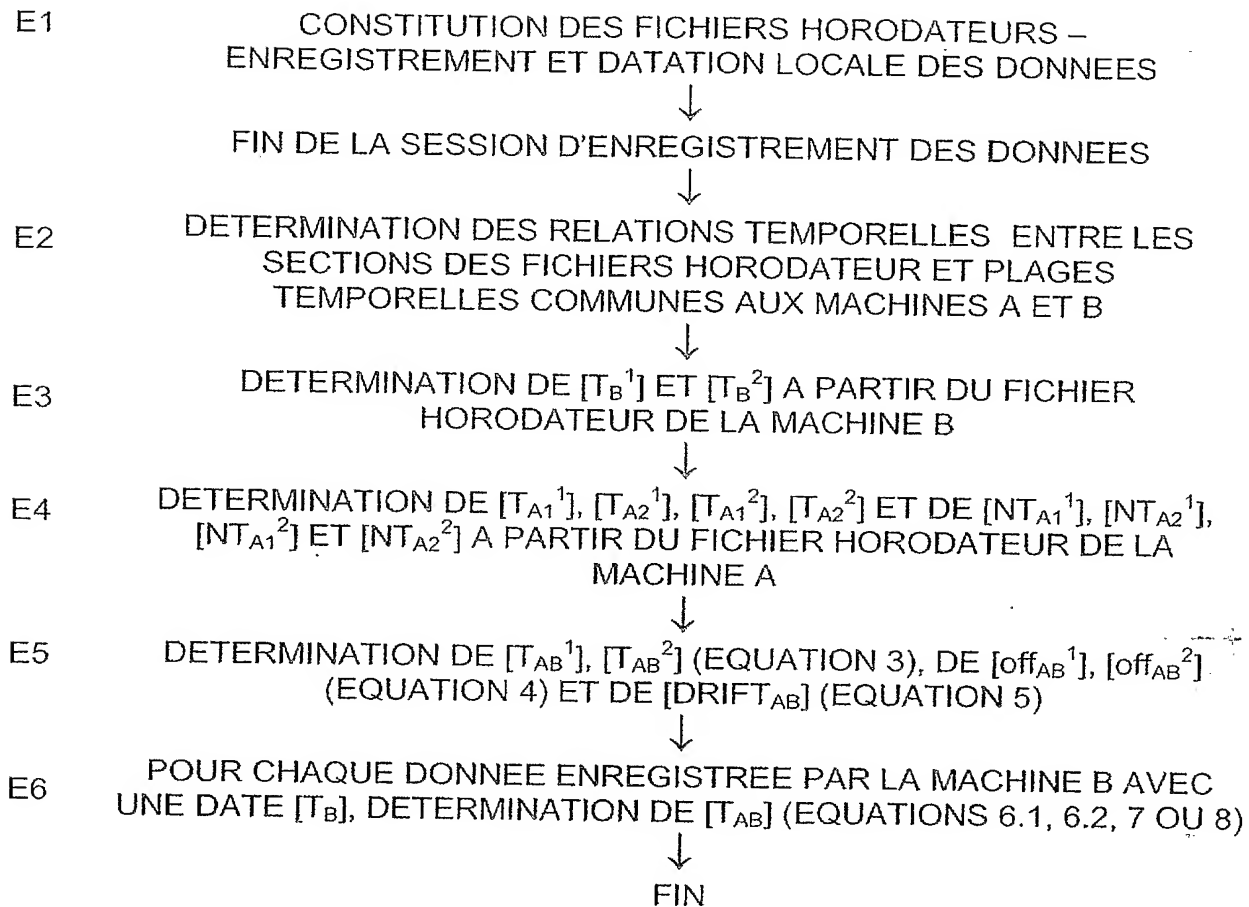 E1 CONSTITUTION DES FICHIERS HORODATEURS –
ENREGISTREMENT ET DATATION LOCALE DES DONNEES
↓
FIN DE LA SESSION D'ENREGISTREMENT DES DONNEES
↓
E2 DETERMINATION DES RELATIONS TEMPORELLES ENTRE LES
SECTIONS DES FICHIERS HORODATEUR ET PLAGES
TEMPORELLES COMMUNES AUX MACHINES A ET B
↓
E3 DETERMINATION DE [T_B^1] ET [T_B^2] A PARTIR DU FICHIER
HORODATEUR DE LA MACHINE B
↓
E4 DETERMINATION DE [T_A1^1], [T_A2^1], [T_A1^2], [T_A2^2] ET DE [NT_A1^1], [NT_A2^1],
[NT_A1^2] ET [NT_A2^2] A PARTIR DU FICHIER HORODATEUR DE LA
MACHINE A
↓
E5 DETERMINATION DE [T_AB^1], [T_AB^2] (EQUATION 3), DE [off_AB^1], [off_AB^2]
(EQUATION 4) ET DE [DRIFT_AB] (EQUATION 5)
↓
E6 POUR CHAQUE DONNEE ENREGISTREE PAR LA MACHINE B AVEC
UNE DATE [T_B], DETERMINATION DE [T_AB] (EQUATIONS 6.1, 6.2, 7 OU 8)
↓
FIN